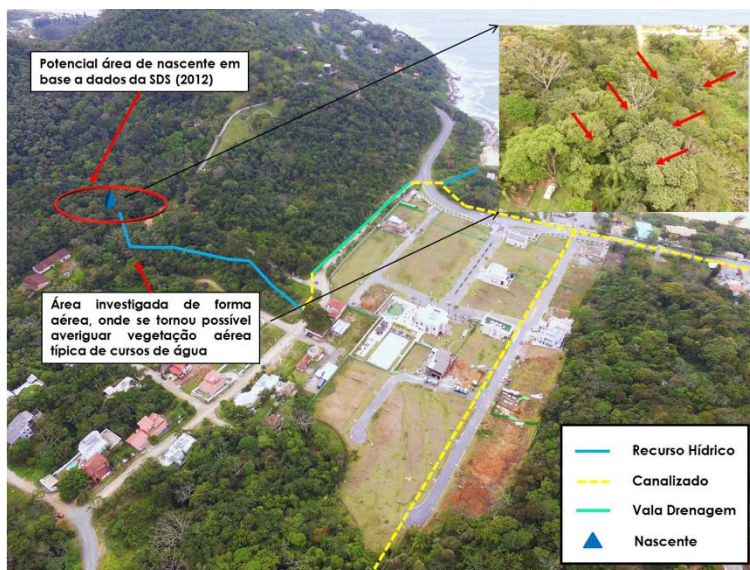 Potencial área de nascente em
base a dados da SDS (2012)
Área investigada de forma
aérea, onde se tornou possível
averiguar vegetação aérea
típica de cursos de água
Recurso Hídrico
Canalizado
Vala Drenagem
Nascente